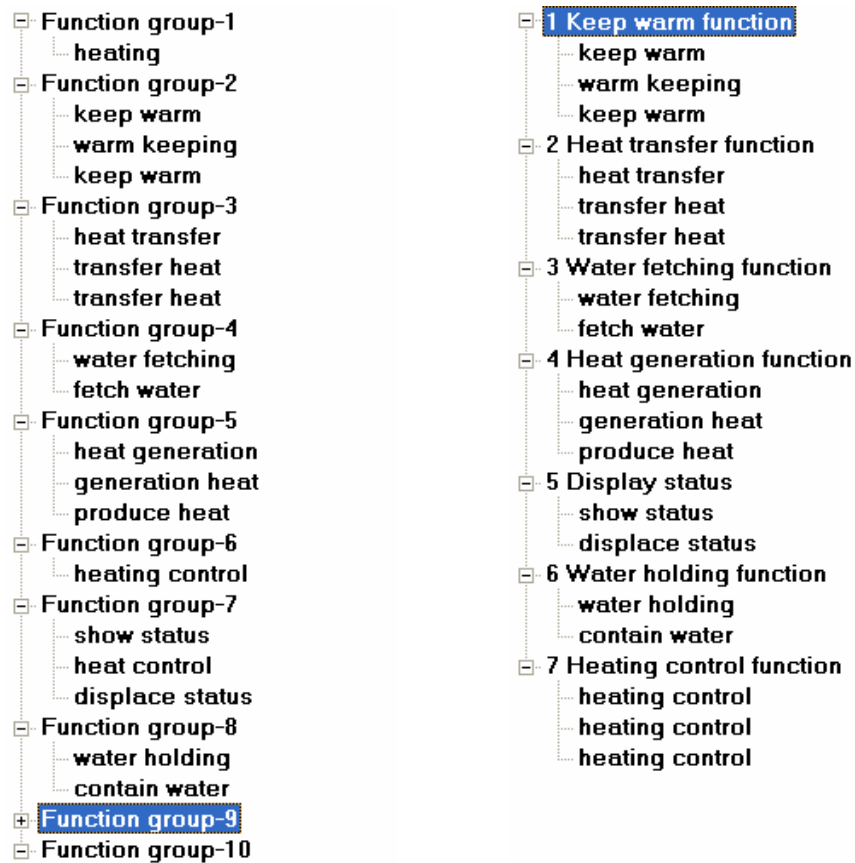 Function group-1
heating
Function group-2
keep warm
warm keeping
keep warm
Function group-3
heat transfer
transfer heat
transfer heat
Function group-4
water fetching
fetch water
Function group-5
heat generation
generation heat
produce heat
Function group-6
heating control
Function group-7
show status
heat control
displace status
Function group-8
water holding
contain water
Function group-9
Function group-10
1 Keep warm function
keep warm
warm keeping
keep warm
2 Heat transfer function
heat transfer
transfer heat
transfer heat
3 Water fetching function
water fetching
fetch water
4 Heat generation function
heat generation
generation heat
produce heat
5 Display status
show status
displace status
6 Water holding function
water holding
contain water
7 Heating control function
heating control
heating control
heating control